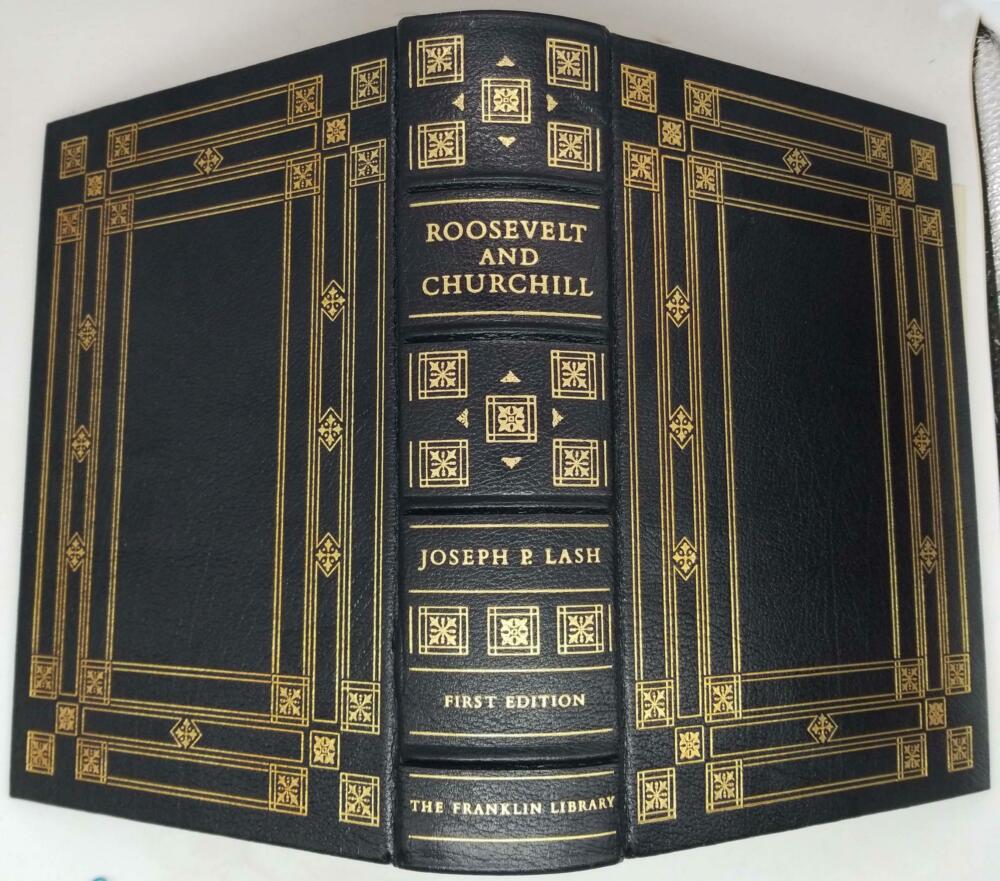 ROOSEVELT
AND
CHURCHILL
JOSEPH P. LASH
FIRST EDITION
THE FRANKLIN LIBRARY